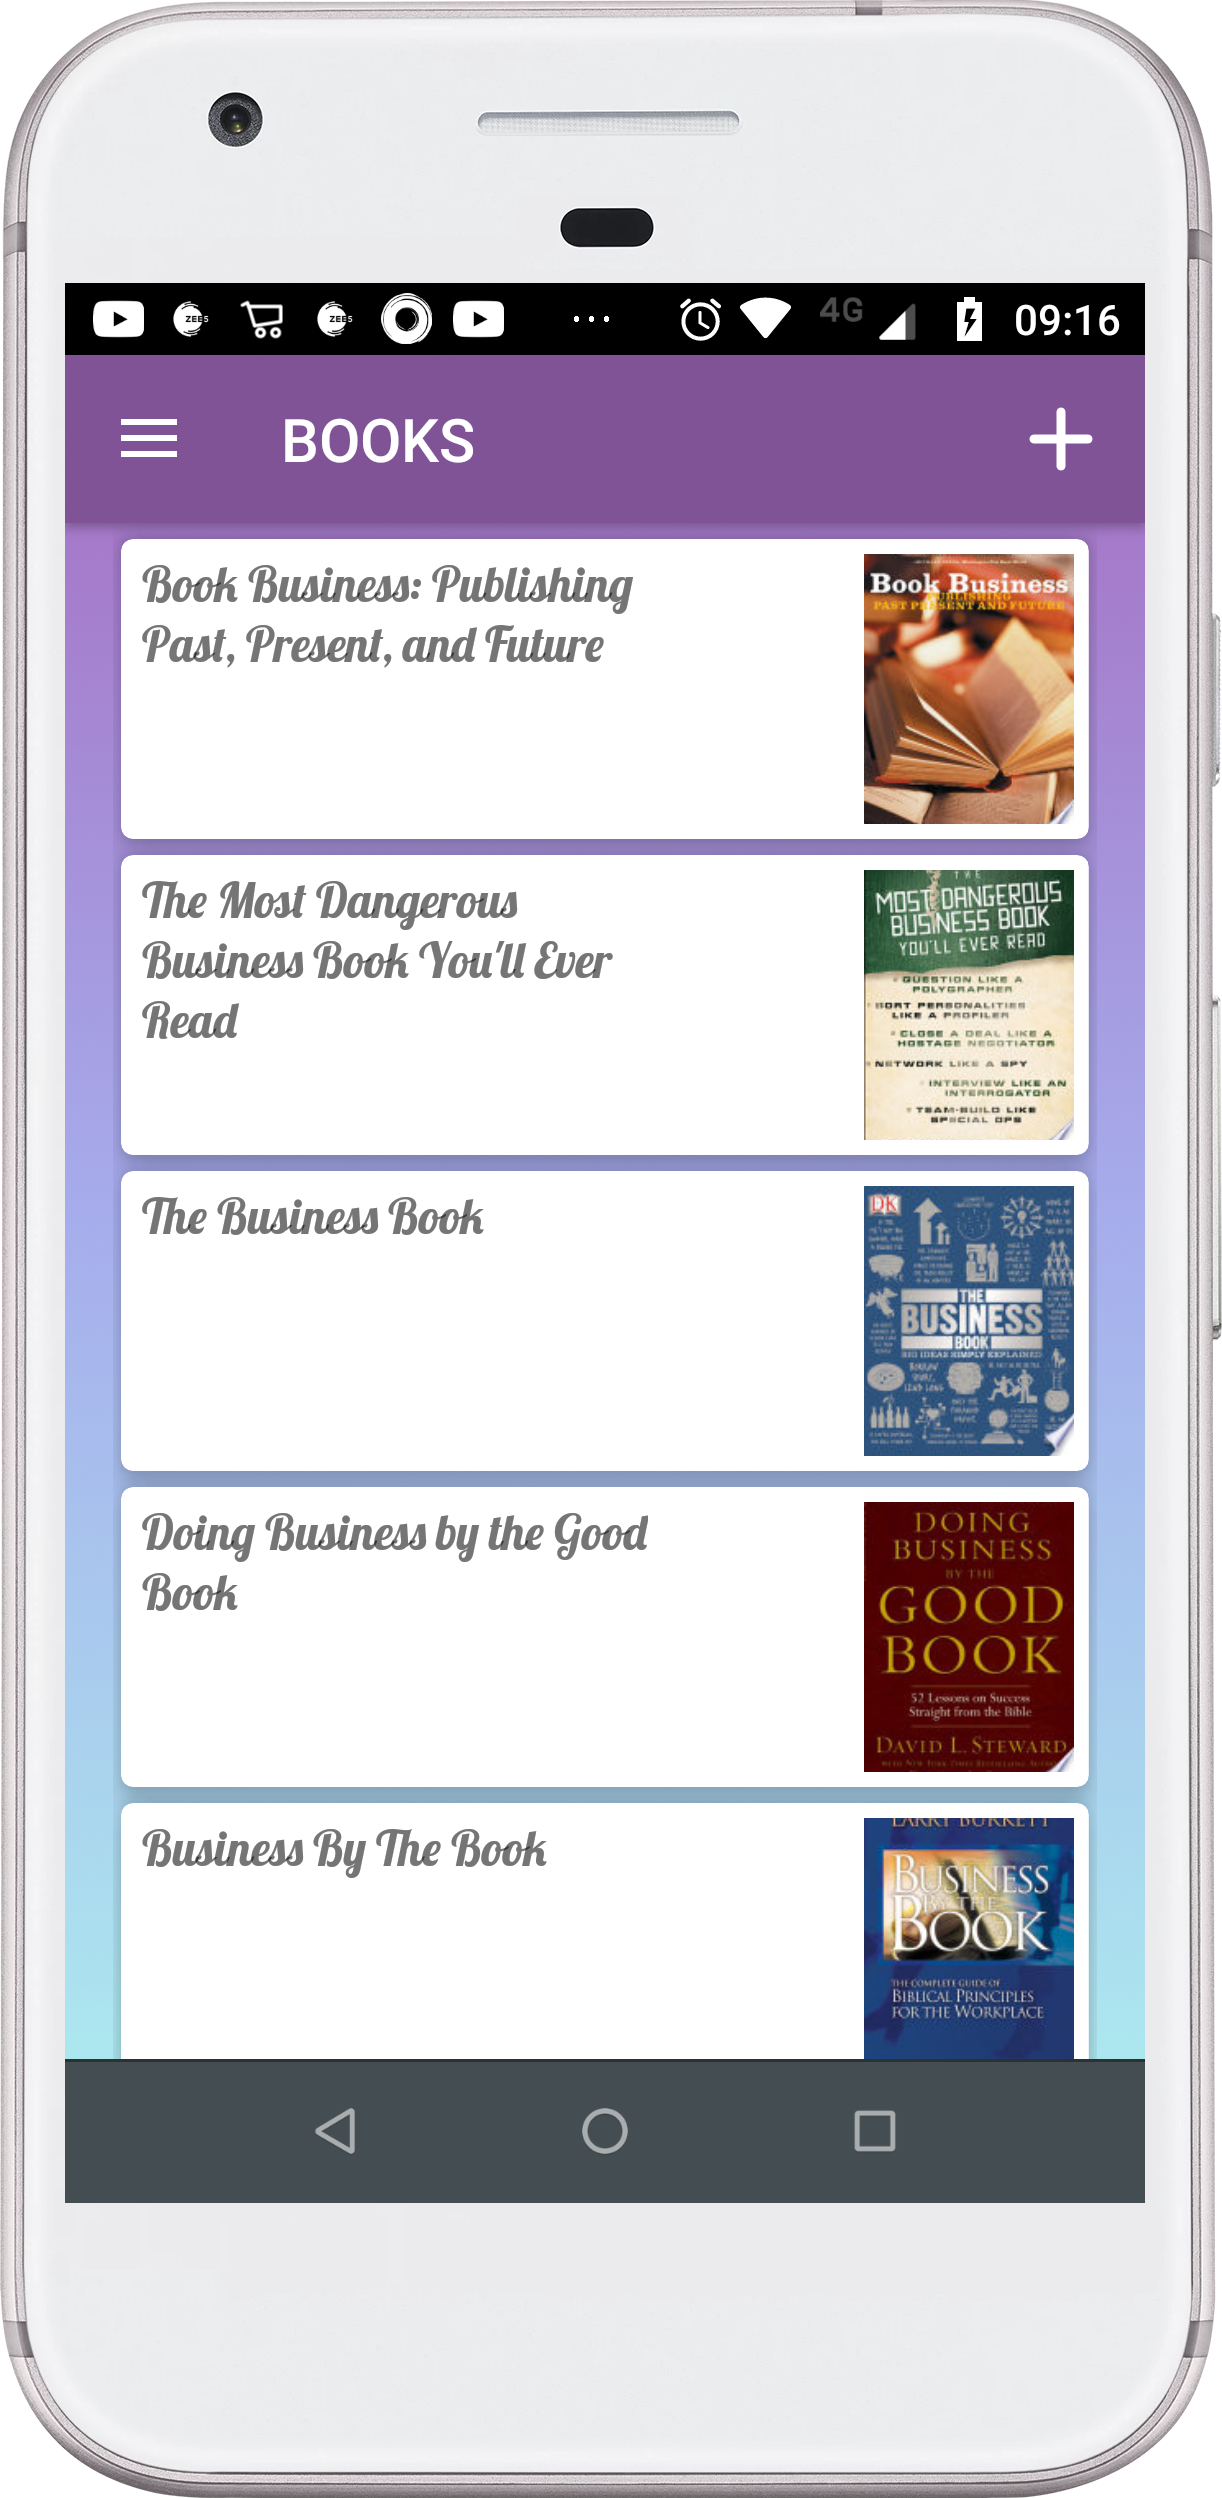 ZEE5
ZEE5
4G
09:16
BOOKS
Book Business: Publishing
Past, Present, and Future
Book Business
PUBLISHING
PAST PRESENT AND FUTURE
The Most Dangerous
Business Book You'll Ever
Read
THE
MOST DANGEROUS
BUSINESS BOOK
YOU'LL EVER READ
QUESTION LIKE A
POLYGRAPHER
SORT PERSONALITIES
LIKE A PROFILER
CLOSE A DEAL LIKE A
HOSTAGE NEGOTIATOR
NETWORK LIKE A SPY
INTERVIEW LIKE AN
INTERROGATOR
TEAM-BUILD LIKE
SPECIAL OPS
The Business Book
DK
THE
BUSINESS
BOOK
BIG IDEAS SIMPLY EXPLAINED
Doing Business by the Good
Book
DOING
BUSINESS
BY THE
GOOD
BOOK
52 Lessons on Success
Straight from the Bible
DAVID L. STEWARD
Business By The Book
LARRY BURKETT
BUSINESS
BY THE
BOOK
THE COMPLETE GUIDE OF
BIBLICAL PRINCIPLES
FOR THE WORKPLACE